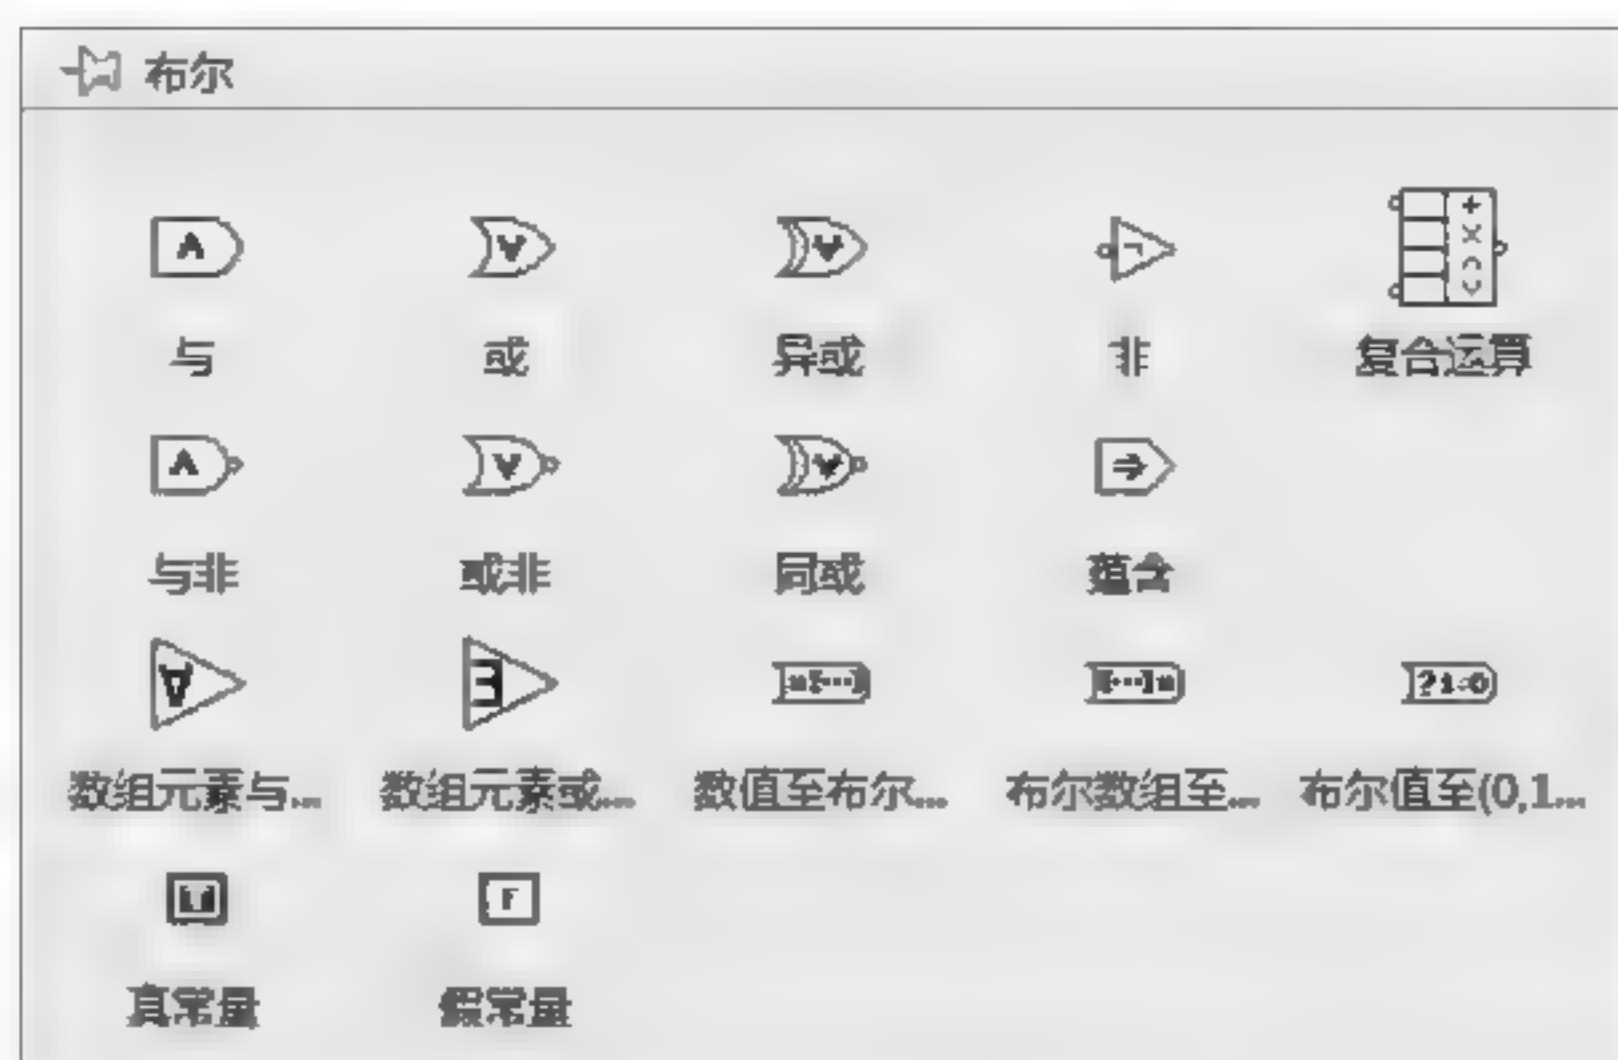 布尔
与 或 异或 非 复合运算
与非 或非 同或 蕴含
数组元素与... 数组元素或... 数值至布尔... 布尔数组至... 布尔值至(0,1...
?1:0
T F
真常量 假常量